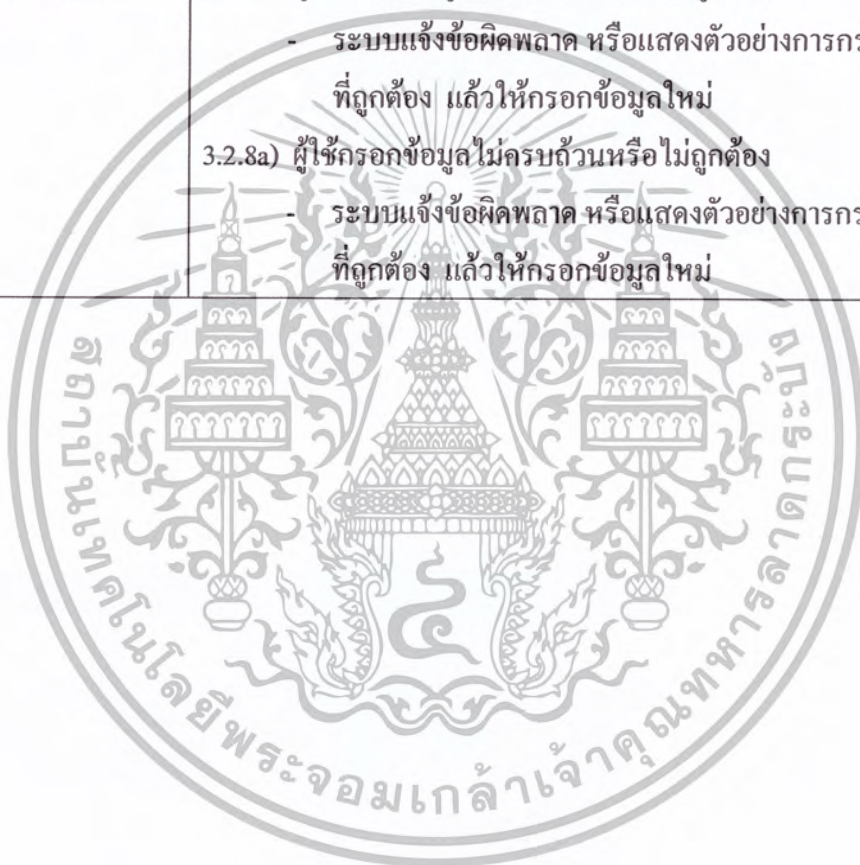 - ระบบแจ้งข้อผิดพลาด หรือแสดงตัวอย่างการกร
ที่ถูกต้อง แล้วให้กรอกข้อมูลใหม่
3.2.8a) ผู้ใช้กรอกข้อมูลไม่ครบถ้วนหรือไม่ถูกต้อง
- ระบบแจ้งข้อผิดพลาด หรือแสดงตัวอย่างการกร
ที่ถูกต้อง แล้วให้กรอกข้อมูลใหม่
สถาบันเทคโนโลยีพระจอมเกล้าเจ้าคุณทหารลาดกระบัง